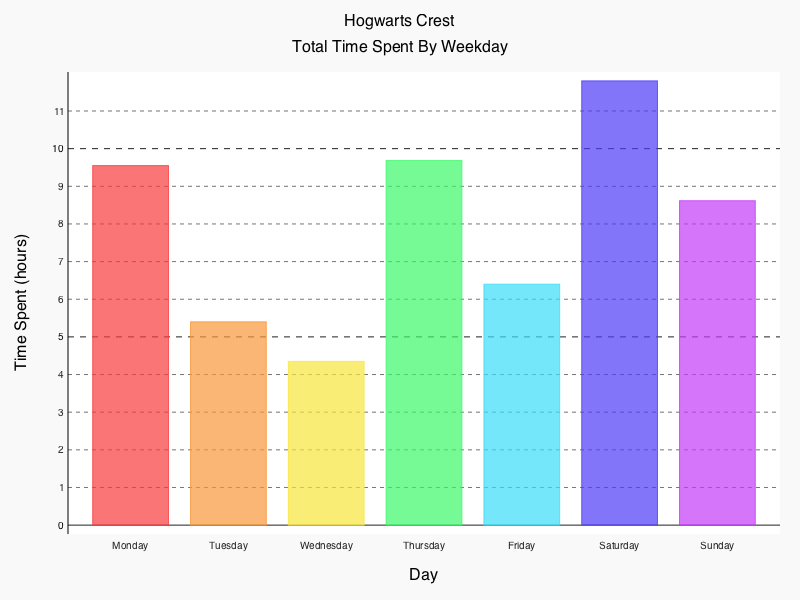 Hogwarts Crest
Total Time Spent By Weekday
Time Spent (hours)
11
10
9
8
7
6
5
4
3
2
1
0
Monday Tuesday Wednesday Thursday Friday Saturday Sunday
Day